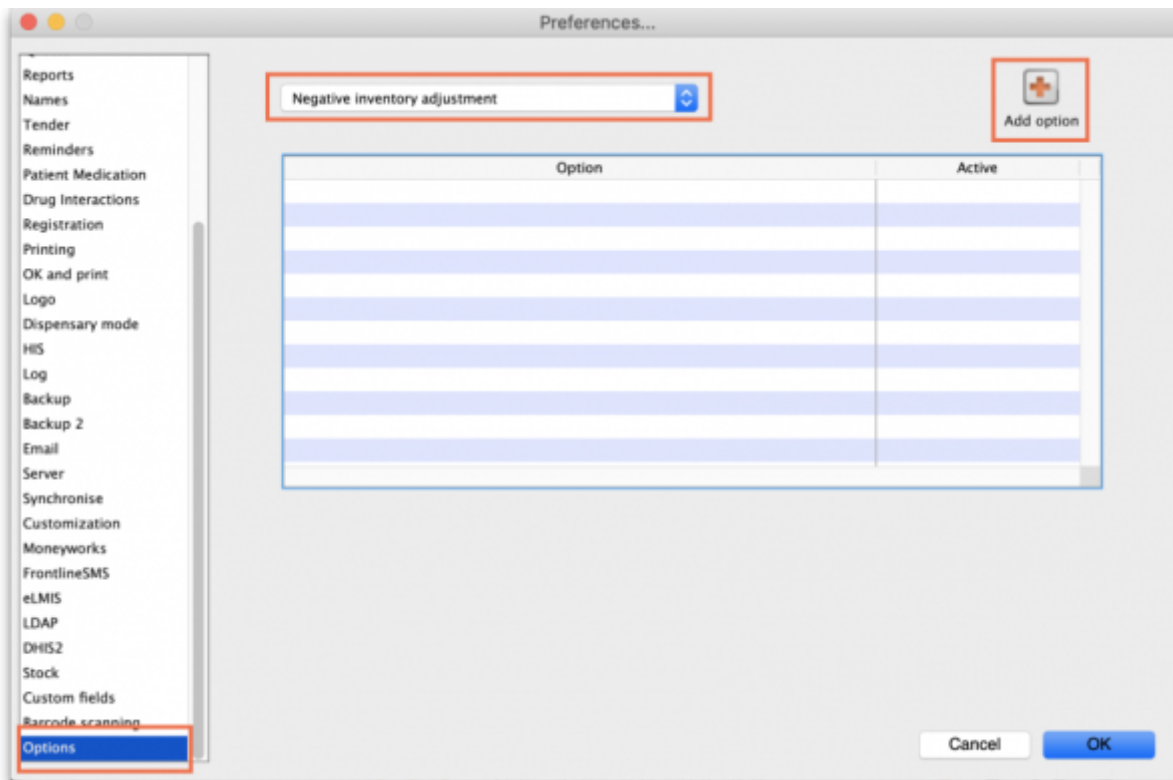 Preferences...
Reports
Names
Tender
Reminders
Patient Medication
Drug Interactions
Registration
Printing
OK and print
Logo
Dispensary mode
HIS
Log
Backup
Backup 2
Email
Server
Synchronise
Customization
Moneyworks
FrontlineSMS
eLMIS
LDAP
DHIS2
Stock
Custom fields
Barcode scanning
Options
Negative inventory adjustment
Add option
Option Active
Cancel OK